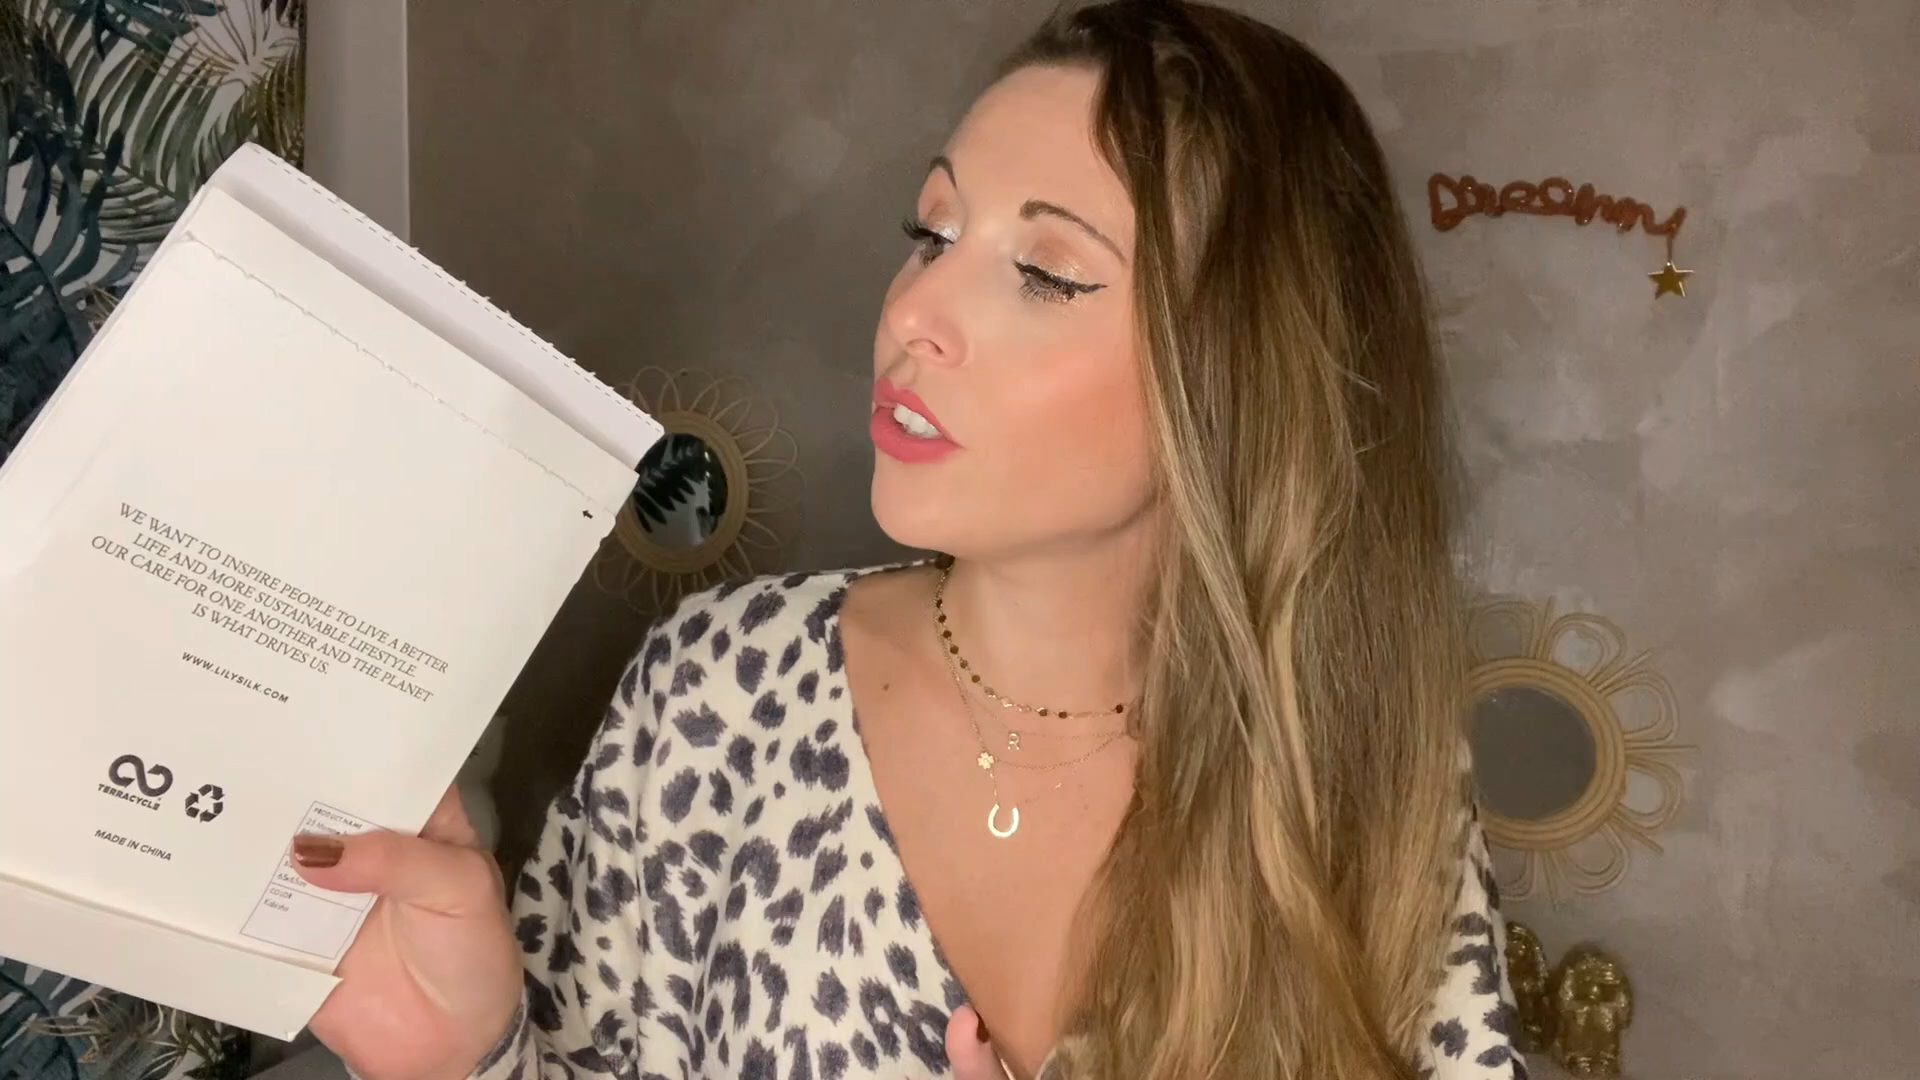 Dreamy
WE WANT TO INSPIRE PEOPLE TO LIVE A BETTER
LIFE AND MORE SUSTAINABLE LIFESTYLE.
OUR CARE FOR ONE ANOTHER AND THE PLANET
IS WHAT DRIVES US.
WWW.LILYSILK.COM
TERRACYCLE
MADE IN CHINA
PRODUCT NAME
COLOR
R